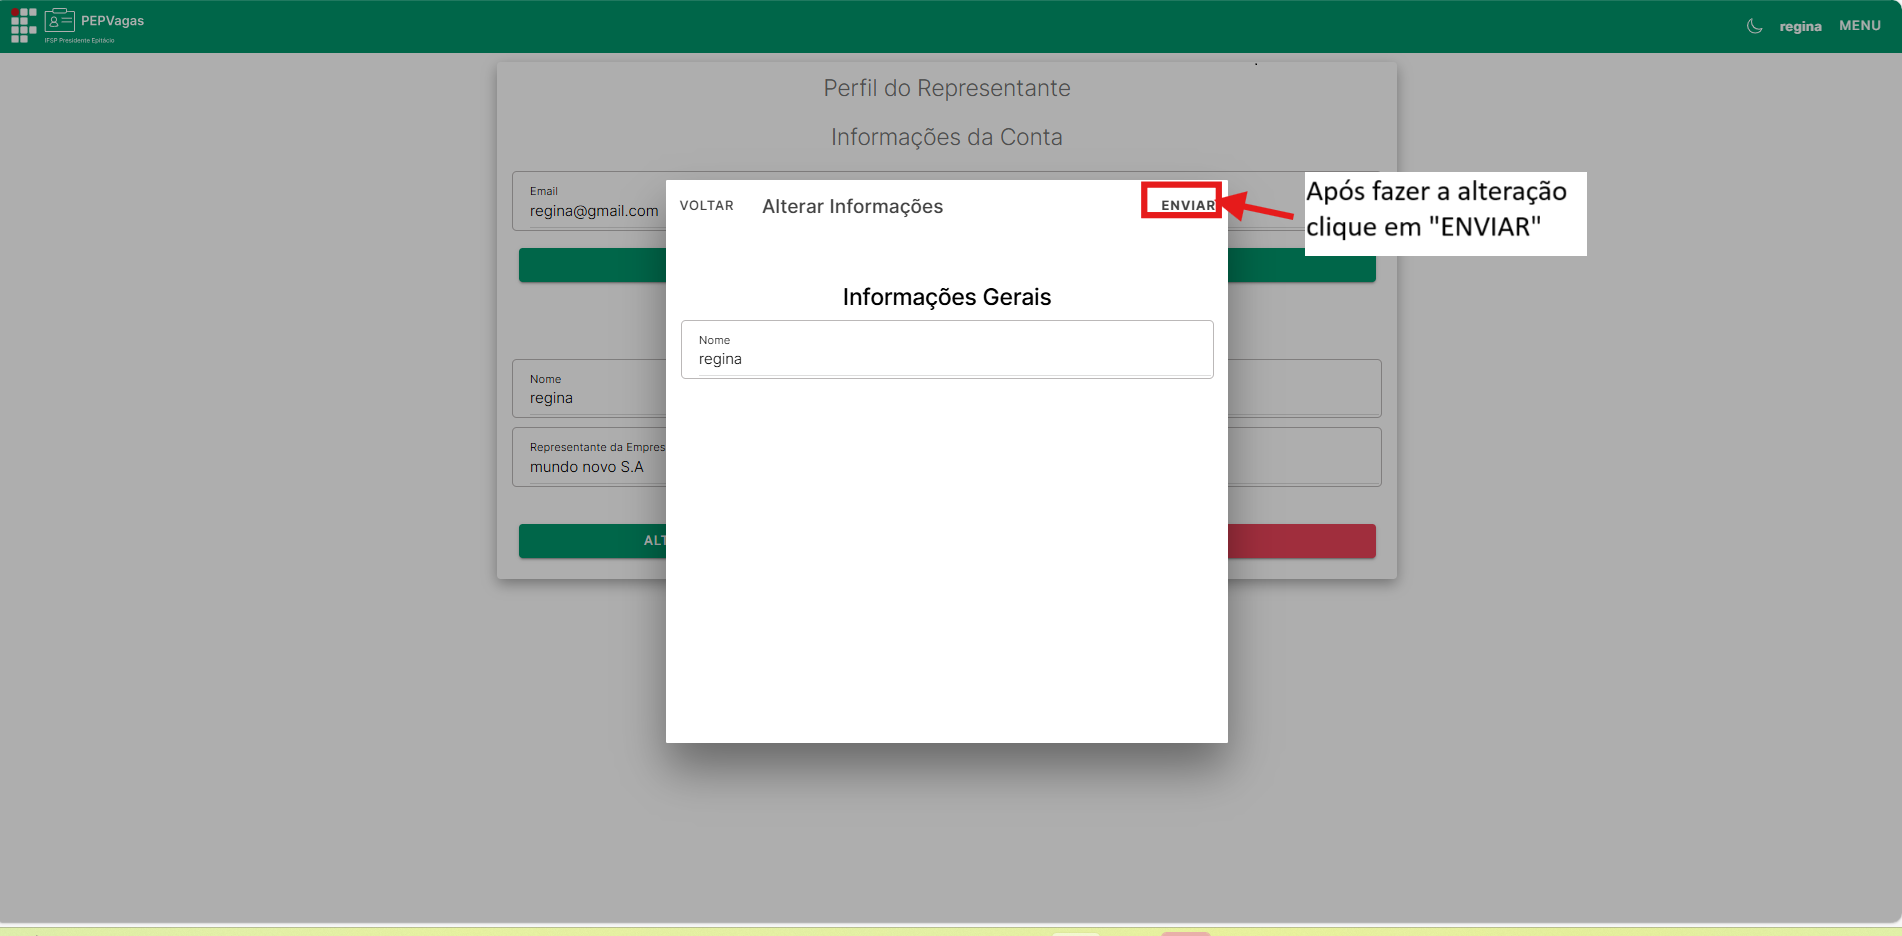 PEPVagas
IFSP Presidente Epitácio
regina
MENU
Perfil do Representante
Informações da Conta
Email
regina@gmail.com
VOLTAR
Alterar Informações
ENVIAR
Após fazer a alteração
clique em "ENVIAR"
Informações Gerais
Nome
regina
Nome
regina
Representante da Empres
mundo novo S.A
ALT